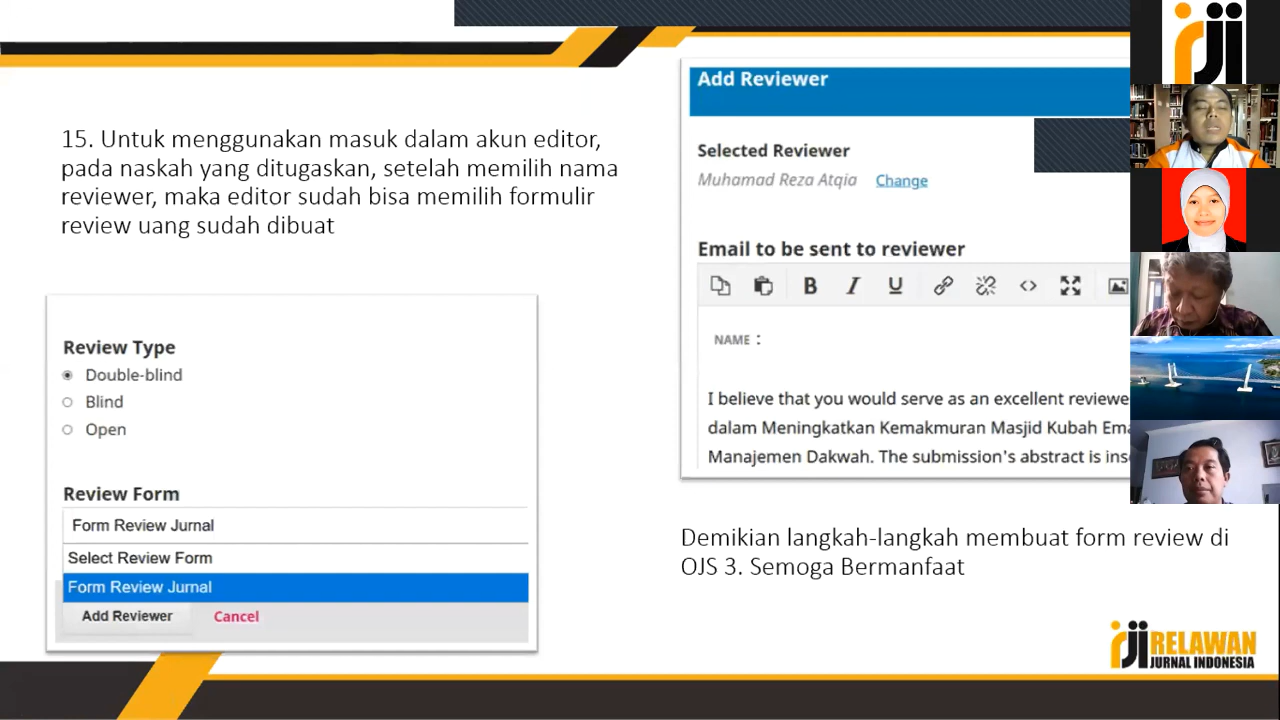 15. Untuk menggunakan masuk dalam akun editor,
pada naskah yang ditugaskan, setelah memilih nama
reviewer, maka editor sudah bisa memilih formulir
review uang sudah dibuat
Review Type
Double-blind
Blind
Open
Review Form
Form Review Jurnal
Select Review Form
Form Review Jurnal
Add Reviewer Cancel
Add Reviewer
Selected Reviewer
Muhamad Reza Atqia Change
Email to be sent to reviewer
B I U
NAME :
I believe that you would serve as an excellent reviewe
dalam Meningkatkan Kemakmuran Masjid Kubah Ema
Manajemen Dakwah. The submission's abstract is inse
Demikian langkah-langkah membuat form review di
OJS 3. Semoga Bermanfaat
rji
rji RELAWAN
JURNAL INDONESIA